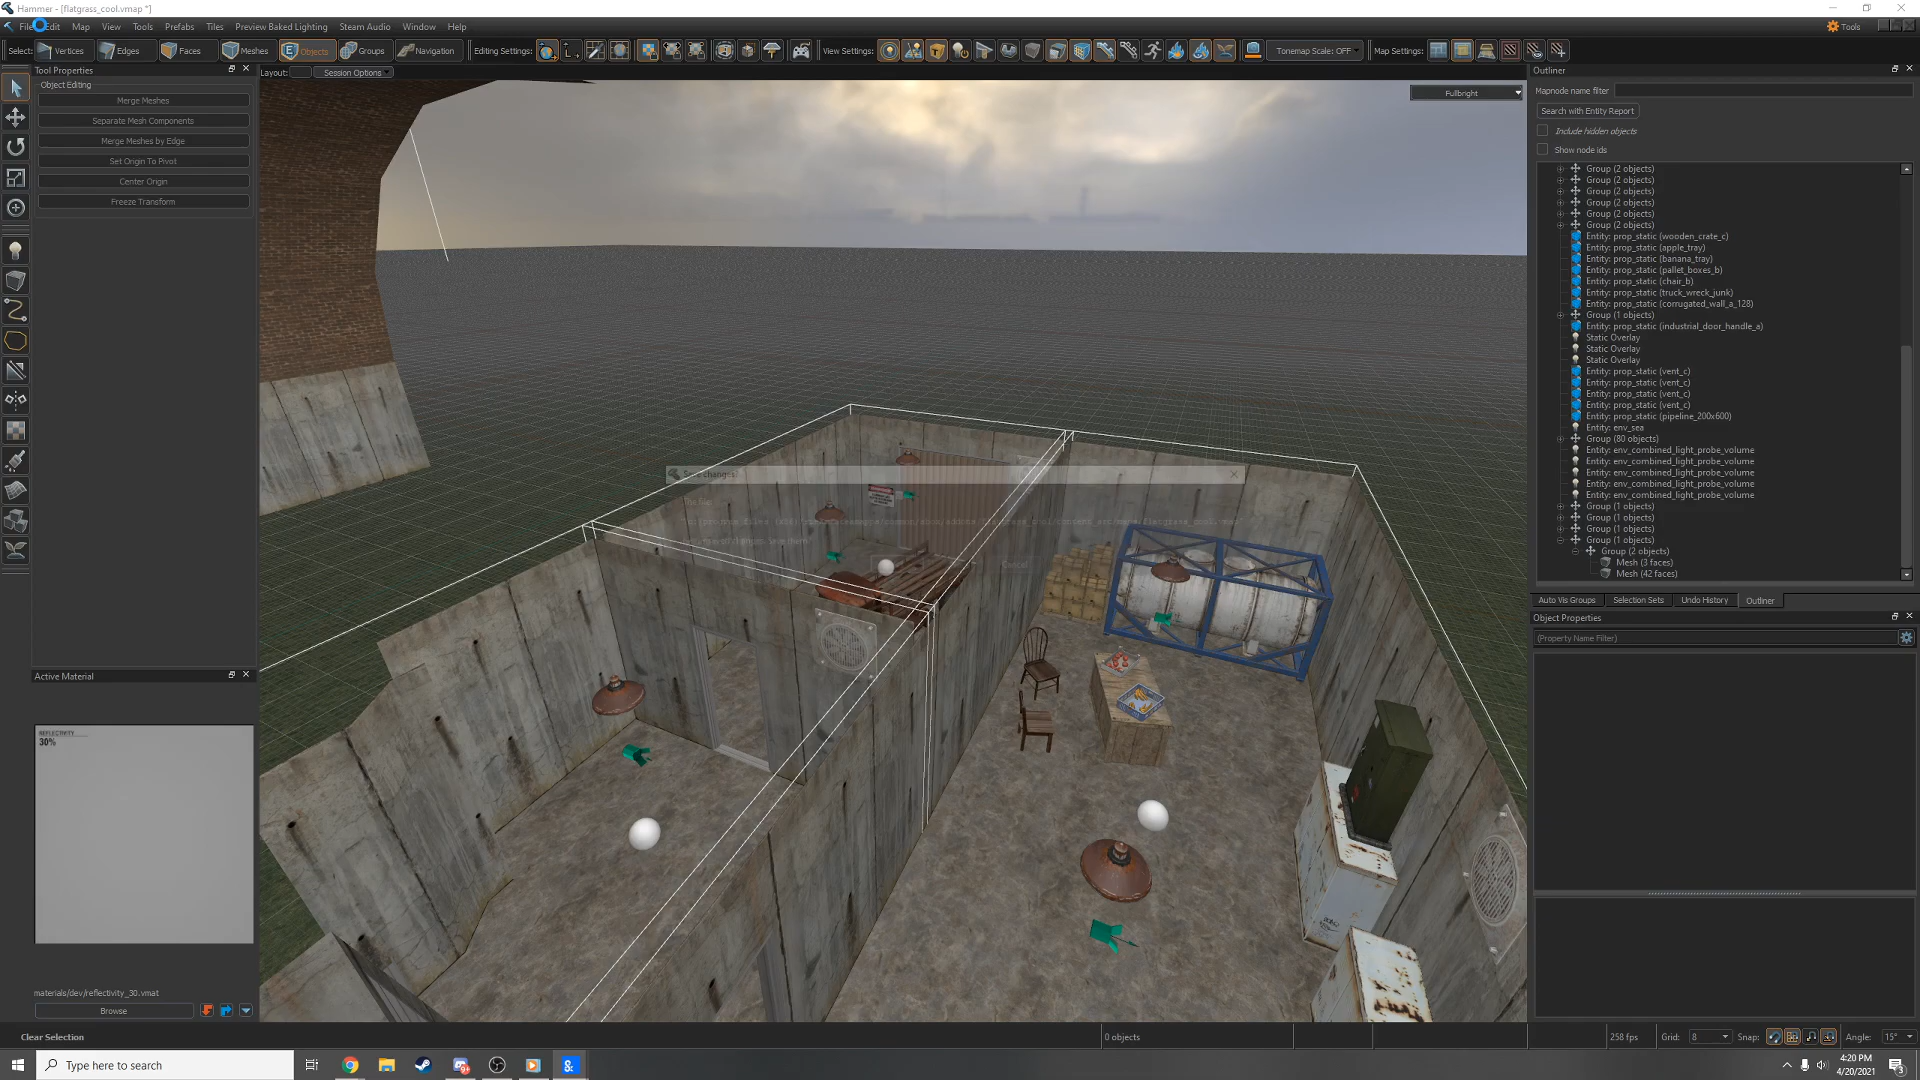 Hammer - [flatgrass_cool.vmap *]
File Edit Map View Tools Prefabs Tiles Preview Baked Lighting Steam Audio Window Help
Tools
Select: Vertices Edges Faces Meshes Objects Groups Navigation Editing Settings: View Settings: Tonemap Scale: OFF Map Settings:
Tool Properties
Object Editing
Merge Meshes
Separate Mesh Components
Merge Meshes by Edge
Set Origin To Pivot
Center Origin
Freeze Transform
Layout: Session Options
Fullbright
Save changes?
The file:
Cancel
Outliner
Mapnode name filter
Search with Entity Report
Include hidden objects
Show node ids
Group (2 objects)
Group (2 objects)
Group (2 objects)
Group (2 objects)
Group (2 objects)
Group (2 objects)
Entity: prop_static (wooden_crate_c)
Entity: prop_static (apple_tray)
Entity: prop_static (banana_tray)
Entity: prop_static (pallet_boxes_b)
Entity: prop_static (chair_b)
Entity: prop_static (truck_wreck_junk)
Entity: prop_static (corrugated_wall_a_128)
Group (1 objects)
Entity: prop_static (industrial_door_handle_a)
Static Overlay
Static Overlay
Static Overlay
Entity: prop_static (vent_c)
Entity: prop_static (vent_c)
Entity: prop_static (vent_c)
Entity: prop_static (vent_c)
Entity: prop_static (pipeline_200x600)
Entity: env_sea
Group (80 objects)
Entity: env_combined_light_probe_volume
Entity: env_combined_light_probe_volume
Entity: env_combined_light_probe_volume
Entity: env_combined_light_probe_volume
Entity: env_combined_light_probe_volume
Group (1 objects)
Group (1 objects)
Group (1 objects)
Group (1 objects)
Group (2 objects)
Mesh (3 faces)
Mesh (42 faces)
Auto Vis Groups Selection Sets Undo History Outliner
Object Properties
(Property Name Filter)
Active Material
REFLECTIVITY
30%
materials/dev/reflectivity_30.vmat
Browse
Clear Selection
0 objects
258 fps
Grid: 8
Snap:
Angle: 15°
Type here to search
4:20 PM
4/20/2021